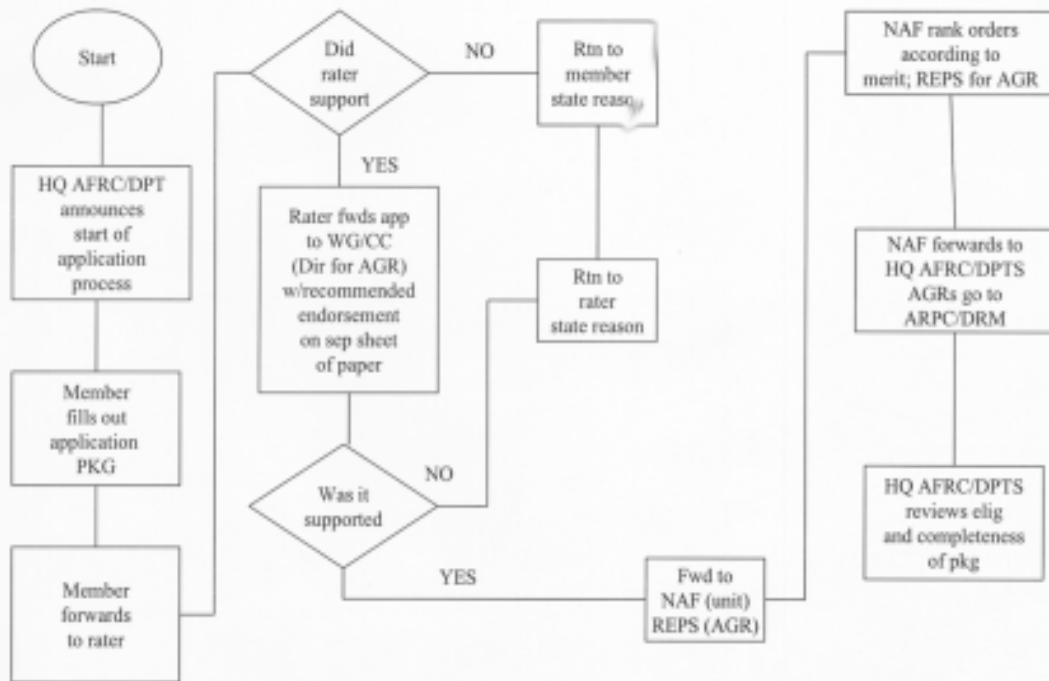 Start
HQ AFRC/DPT
announces
start of
application
process
Member
fills out
application
PKG
Member
forwards
to rater
Did
rater
support
NO
YES
Rtn to
member
state reason
Rater fwds app
to WG/CC
(Dir for AGR)
w/recommended
endorsement
on sep sheet
of paper
Rtn to
rater
state reason
Was it
supported
NO
YES
Fwd to
NAF (unit)
REPS (AGR)
NAF rank orders
according to
merit; REPS for AGR
NAF forwards to
HQ AFRC/DPTS
AGRs go to
ARPC/DRM
HQ AFRC/DPTS
reviews elig
and completeness
of pkg